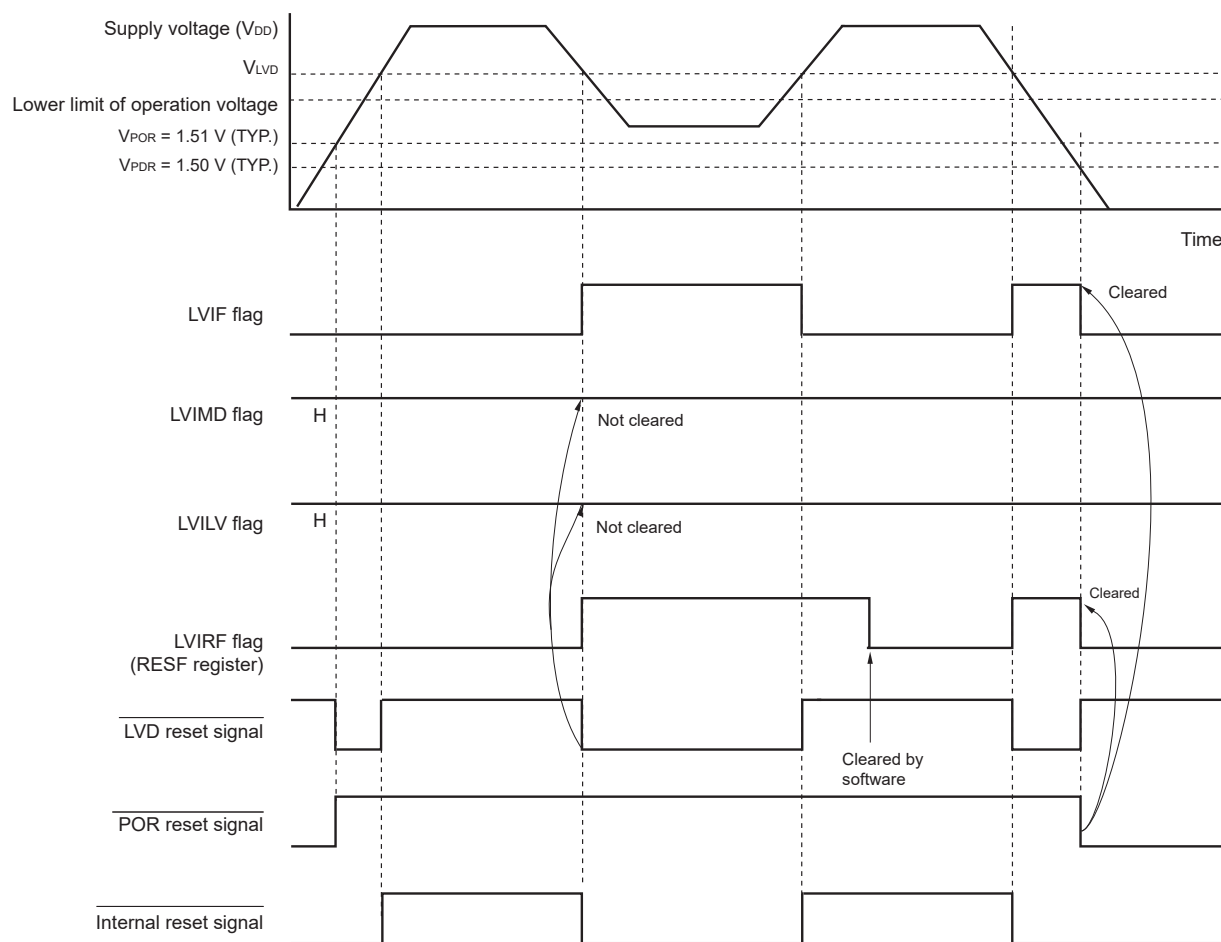 Supply voltage (VDD)
VLVD
Lower limit of operation voltage
VPOR = 1.51 V (TYP.)
VPDR = 1.50 V (TYP.)
Time
LVIF flag
Cleared
LVIMD flag
H
Not cleared
LVILV flag
H
Not cleared
Cleared
LVIRF flag
(RESF register)
LVD reset signal
Cleared by
software
POR reset signal
Internal reset signal